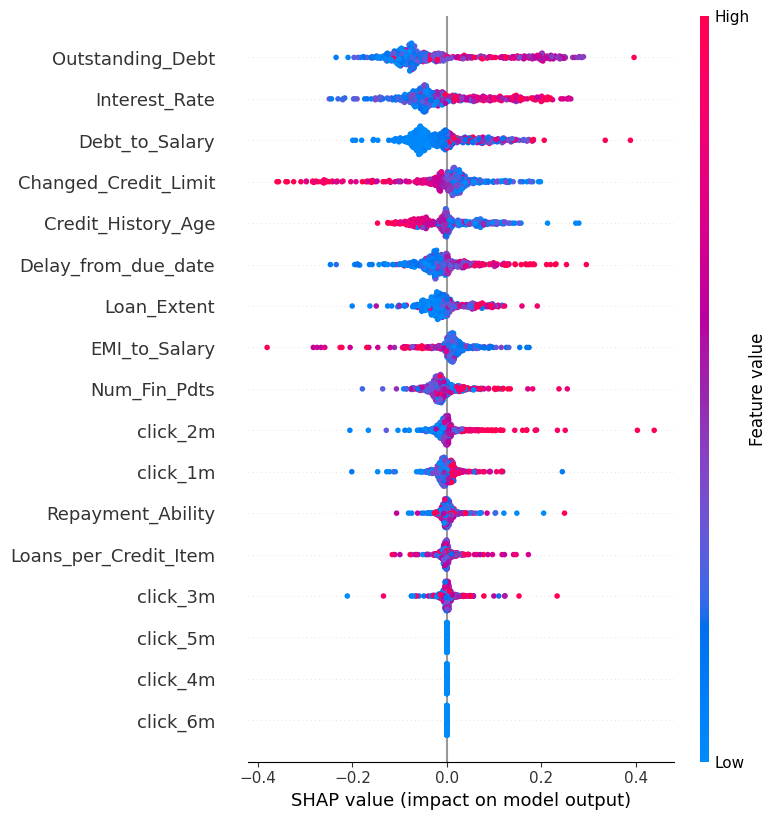 High
Outstanding_Debt
Interest_Rate
Debt_to_Salary
Changed_Credit_Limit
Credit_History_Age
Delay_from_due_date
Loan_Extent
EMI_to_Salary
Num_Fin_Pdts
click_2m
click_1m
Repayment_Ability
Loans_per_Credit_Item
click_3m
click_5m
click_4m
click_6m
Feature value
Low
−0.4 −0.2 0.0 0.2 0.4
SHAP value (impact on model output)